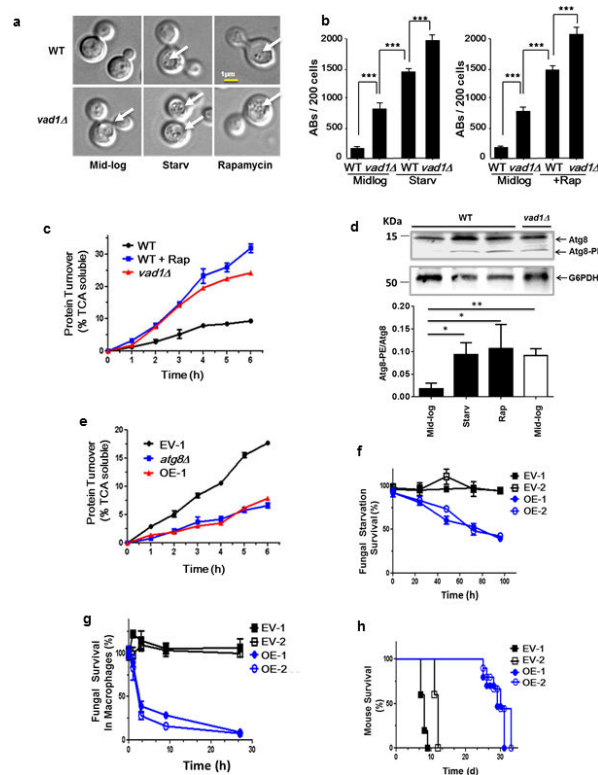 a
WT
vad1Δ
1µm
Mid-log Starv Rapamycin
b
ABs / 200 cells
2000
1500
1000
500
0
***
***
***
WT vad1Δ WT vad1Δ
Midlog Starv
2000
1500
1000
500
0
***
***
***
WT vad1Δ WT vad1Δ
Midlog +Rap
c
WT
WT + Rap
vad1Δ
Protein Turnover
(% TCA soluble)
30
20
10
0
0 1 2 3 4 5 6
Time (h)
d
KDa
WT vad1Δ
15
Atg8
Atg8-PE
50
G6PDH
Atg8-PE/Atg8
0.20
0.15
0.10
0.05
0.00
**
*
*
Mid-log Starv Rap Mid-log
e
EV-1
atg8Δ
OE-1
Protein Turnover
(% TCA soluble)
20
15
10
5
0
0 1 2 3 4 5 6
Time (h)
f
EV-1
EV-2
OE-1
OE-2
Fungal Starvation
Survival (%)
100
50
0
0 20 40 60 80 100
Time (h)
g
EV-1
EV-2
OE-1
OE-2
Fungal Survival
In Macrophages (%)
100
50
0
0 10 20 30
Time (h)
h
EV-1
EV-2
OE-1
OE-2
Mouse Survival
(%)
100
50
0
0 10 20 30
Time (d)